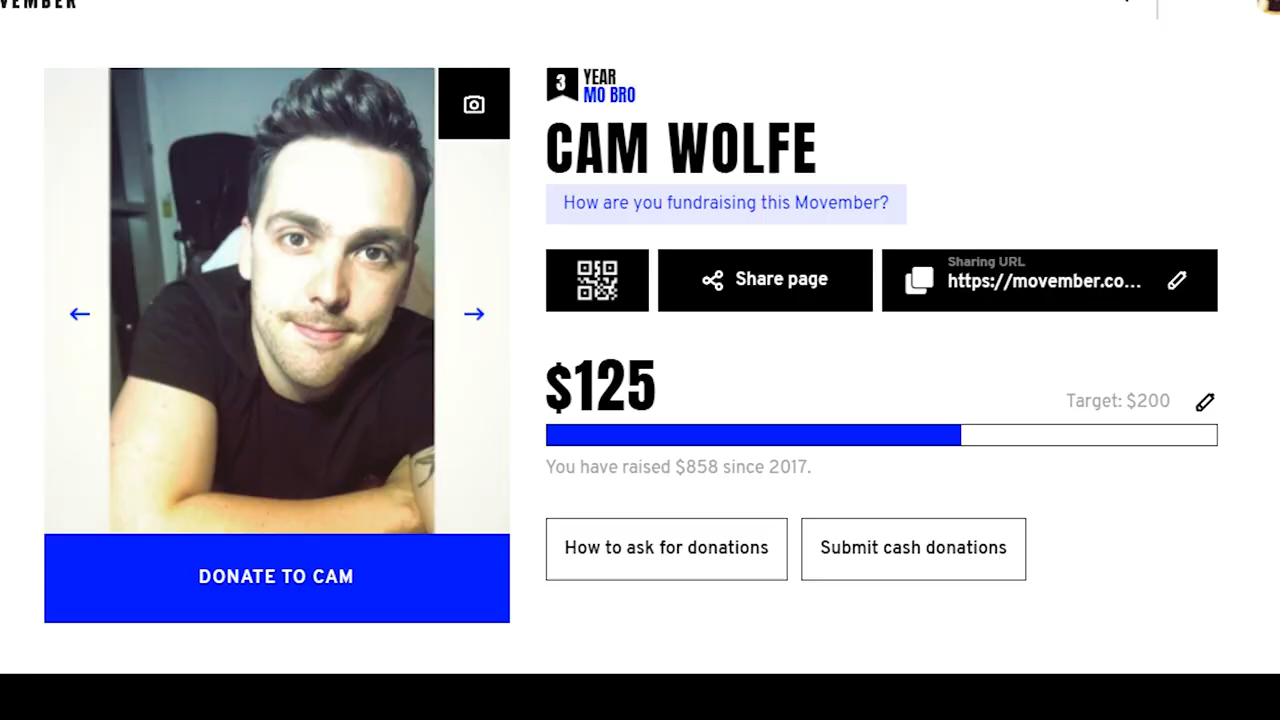 VEMBER
3
YEAR
MO BRO
CAM WOLFE
How are you fundraising this Movember?
Share page
Sharing URL
https://movember.co...
$125
Target: $200
You have raised $858 since 2017.
How to ask for donations
Submit cash donations
DONATE TO CAM